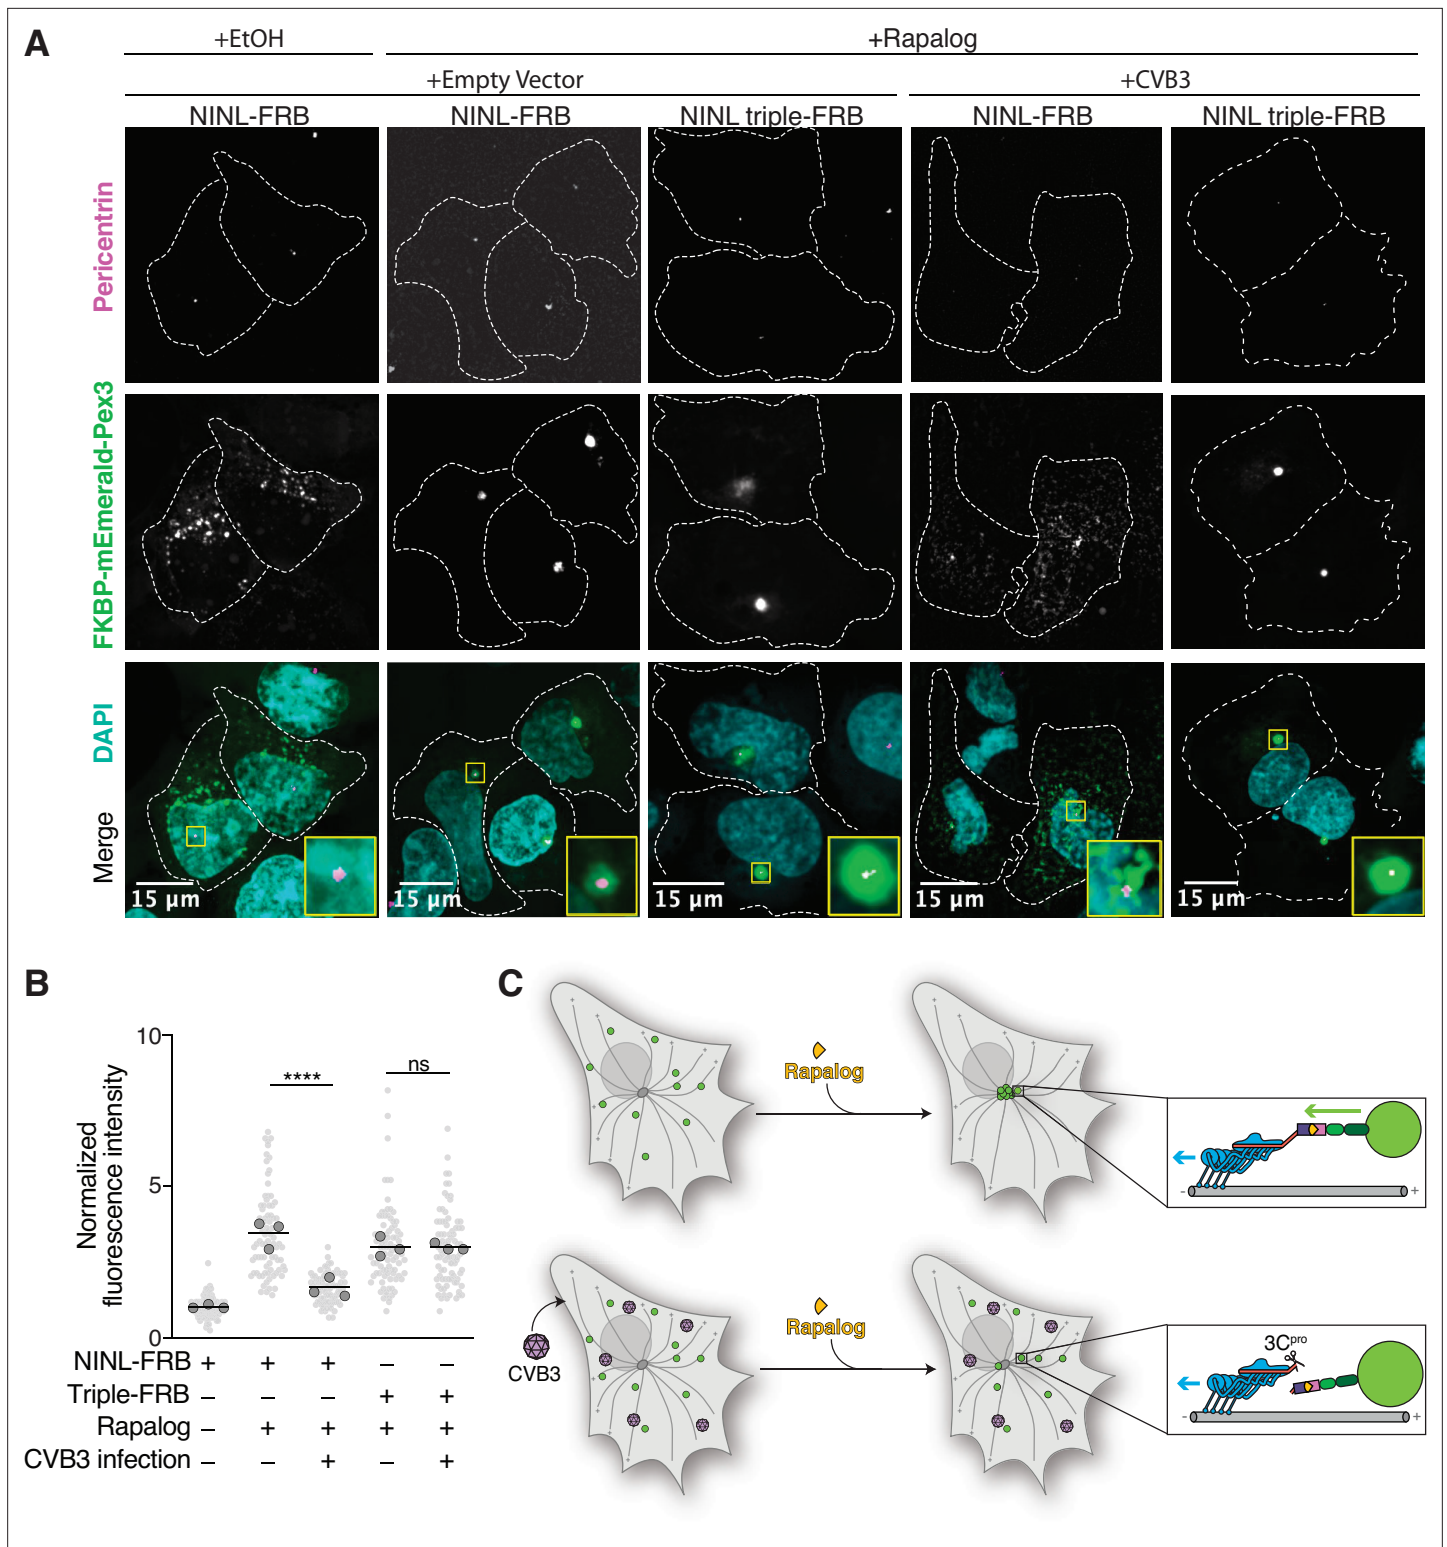 A
+EtOH
+Rapalog
+Empty Vector
+CVB3
NINL-FRB
NINL-FRB
NINL triple-FRB
NINL-FRB
NINL triple-FRB
Pericentrin
FKBP-mEmerald-Pex3
DAPI
Merge
15 µm
15 µm
15 µm
15 µm
15 µm
B
Normalized
fluorescence intensity
10
5
0
****
ns
NINL-FRB + + + – –
Triple-FRB – – – + +
Rapalog – + + + +
CVB3 infection – – + – +
C
Rapalog
- +
CVB3
Rapalog
3Cpro
- +